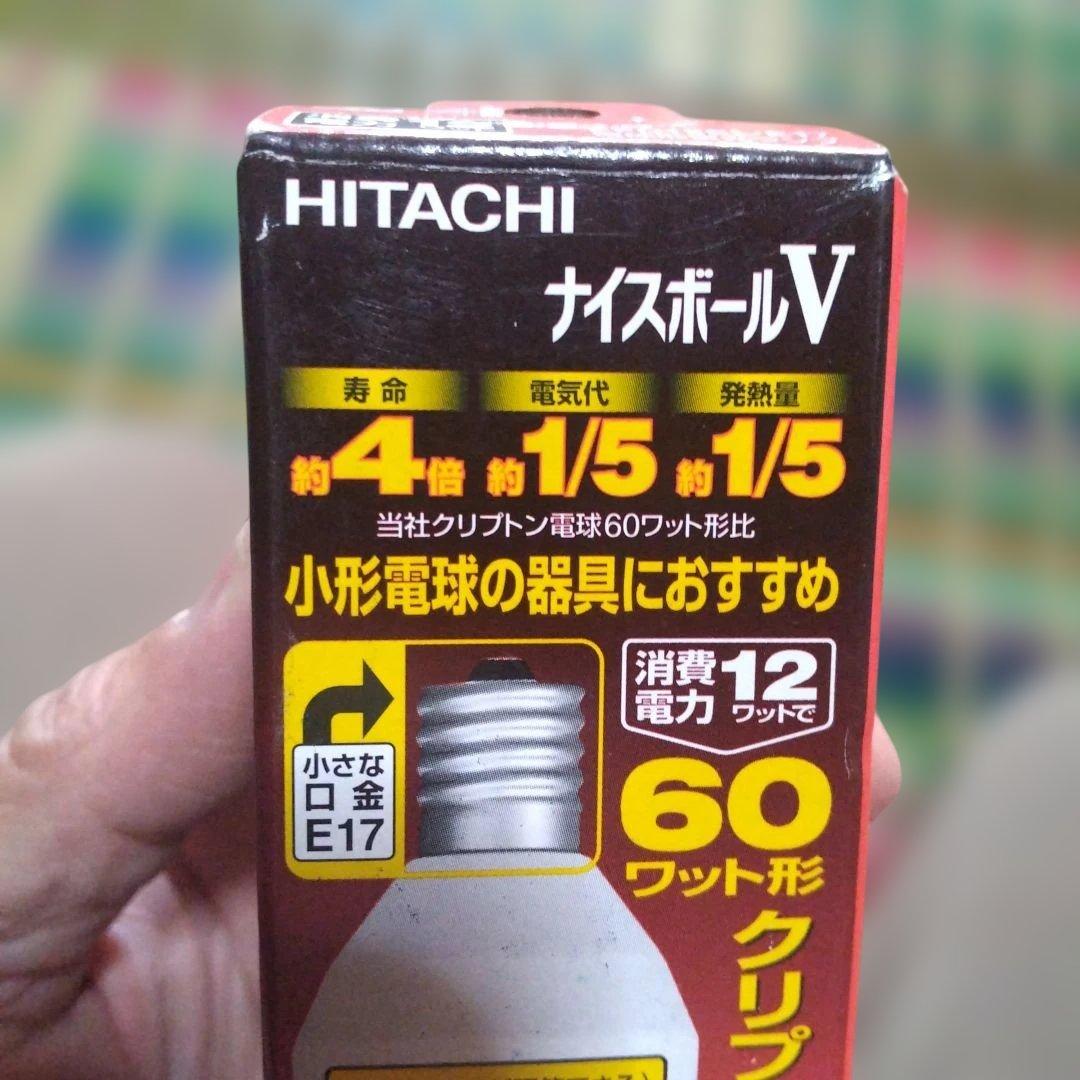 HITACHI
ナイスボールV
寿命 電気代 発熱量
約4倍 約1/5 約1/5
当社クリプトン電球60ワット形比
小形電球の器具におすすめ
小さな
口金
E17
消費
電力
12
ワットで
60
ワット形
クリプ